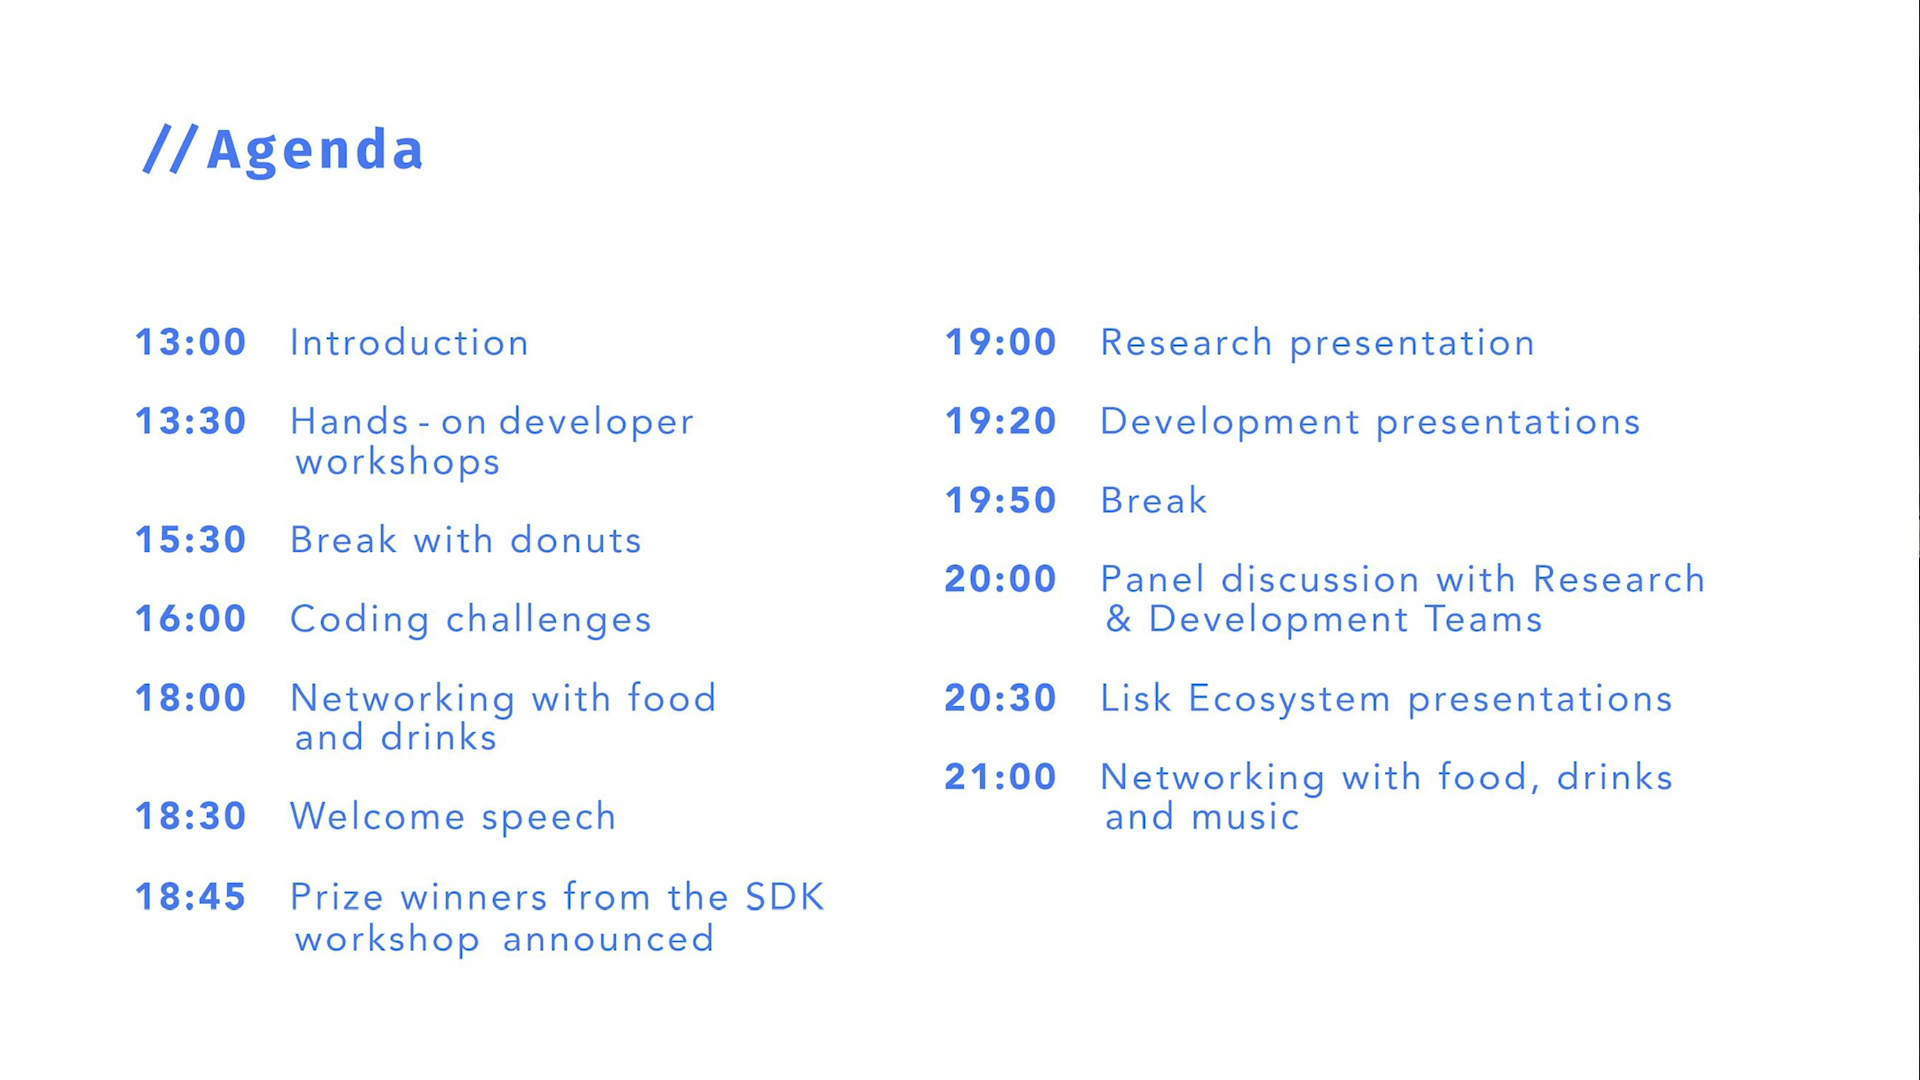 //Agenda
13:00 Introduction
13:30 Hands - on developer
workshops
15:30 Break with donuts
16:00 Coding challenges
18:00 Networking with food
and drinks
18:30 Welcome speech
18:45 Prize winners from the SDK
workshop announced
19:00 Research presentation
19:20 Development presentations
19:50 Break
20:00 Panel discussion with Research
& Development Teams
20:30 Lisk Ecosystem presentations
21:00 Networking with food, drinks
and music